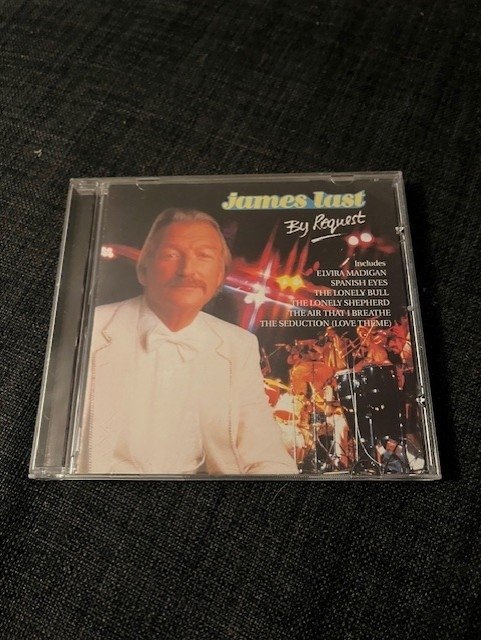 james last
By Request
Includes
ELVIRA MADIGAN
SPANISH EYES
THE LONELY BULL
THE LONELY SHEPHERD
THE AIR THAT I BREATHE
THE SEDUCTION (LOVE THEME)